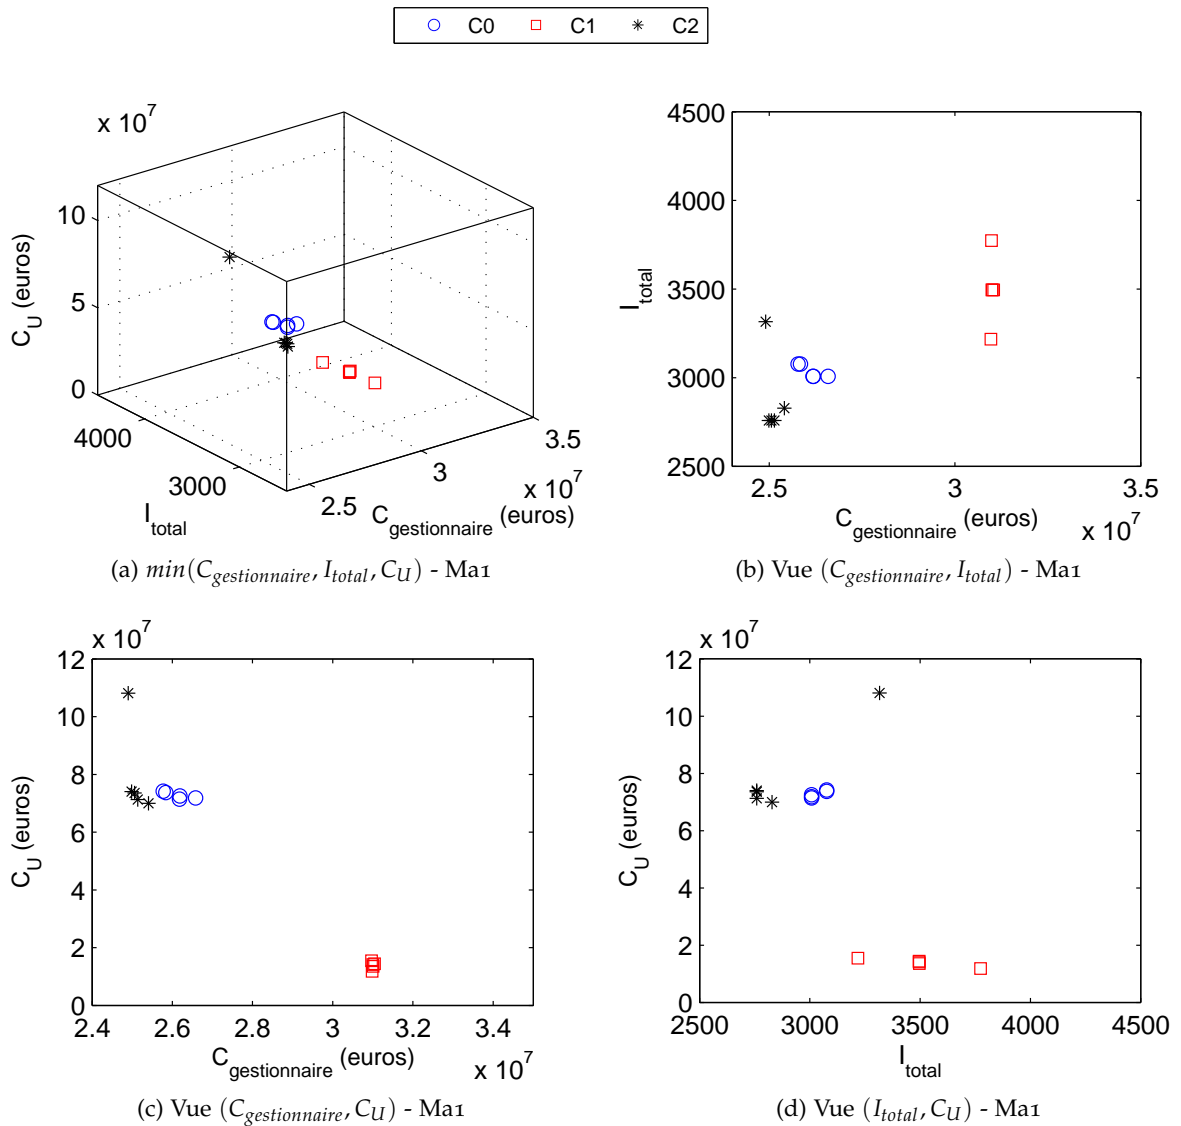 C0 C1 C2
x 10^7
10
5
0
C_U (euros)
4000
3000
I_total
2.5
3
3.5
x 10^7
C_gestionnaire (euros)
(a) min(C_gestionnaire, I_total, C_U) - Ma1
4500
4000
3500
3000
2500
I_total
2.5 3 3.5
C_gestionnaire (euros)
x 10^7
(b) Vue (C_gestionnaire, I_total) - Ma1
x 10^7
12
10
8
6
4
2
0
C_U (euros)
2.4 2.6 2.8 3 3.2 3.4
C_gestionnaire (euros)
x 10^7
(c) Vue (C_gestionnaire, C_U) - Ma1
x 10^7
12
10
8
6
4
2
0
C_U (euros)
2500 3000 3500 4000 4500
I_total
(d) Vue (I_total, C_U) - Ma1